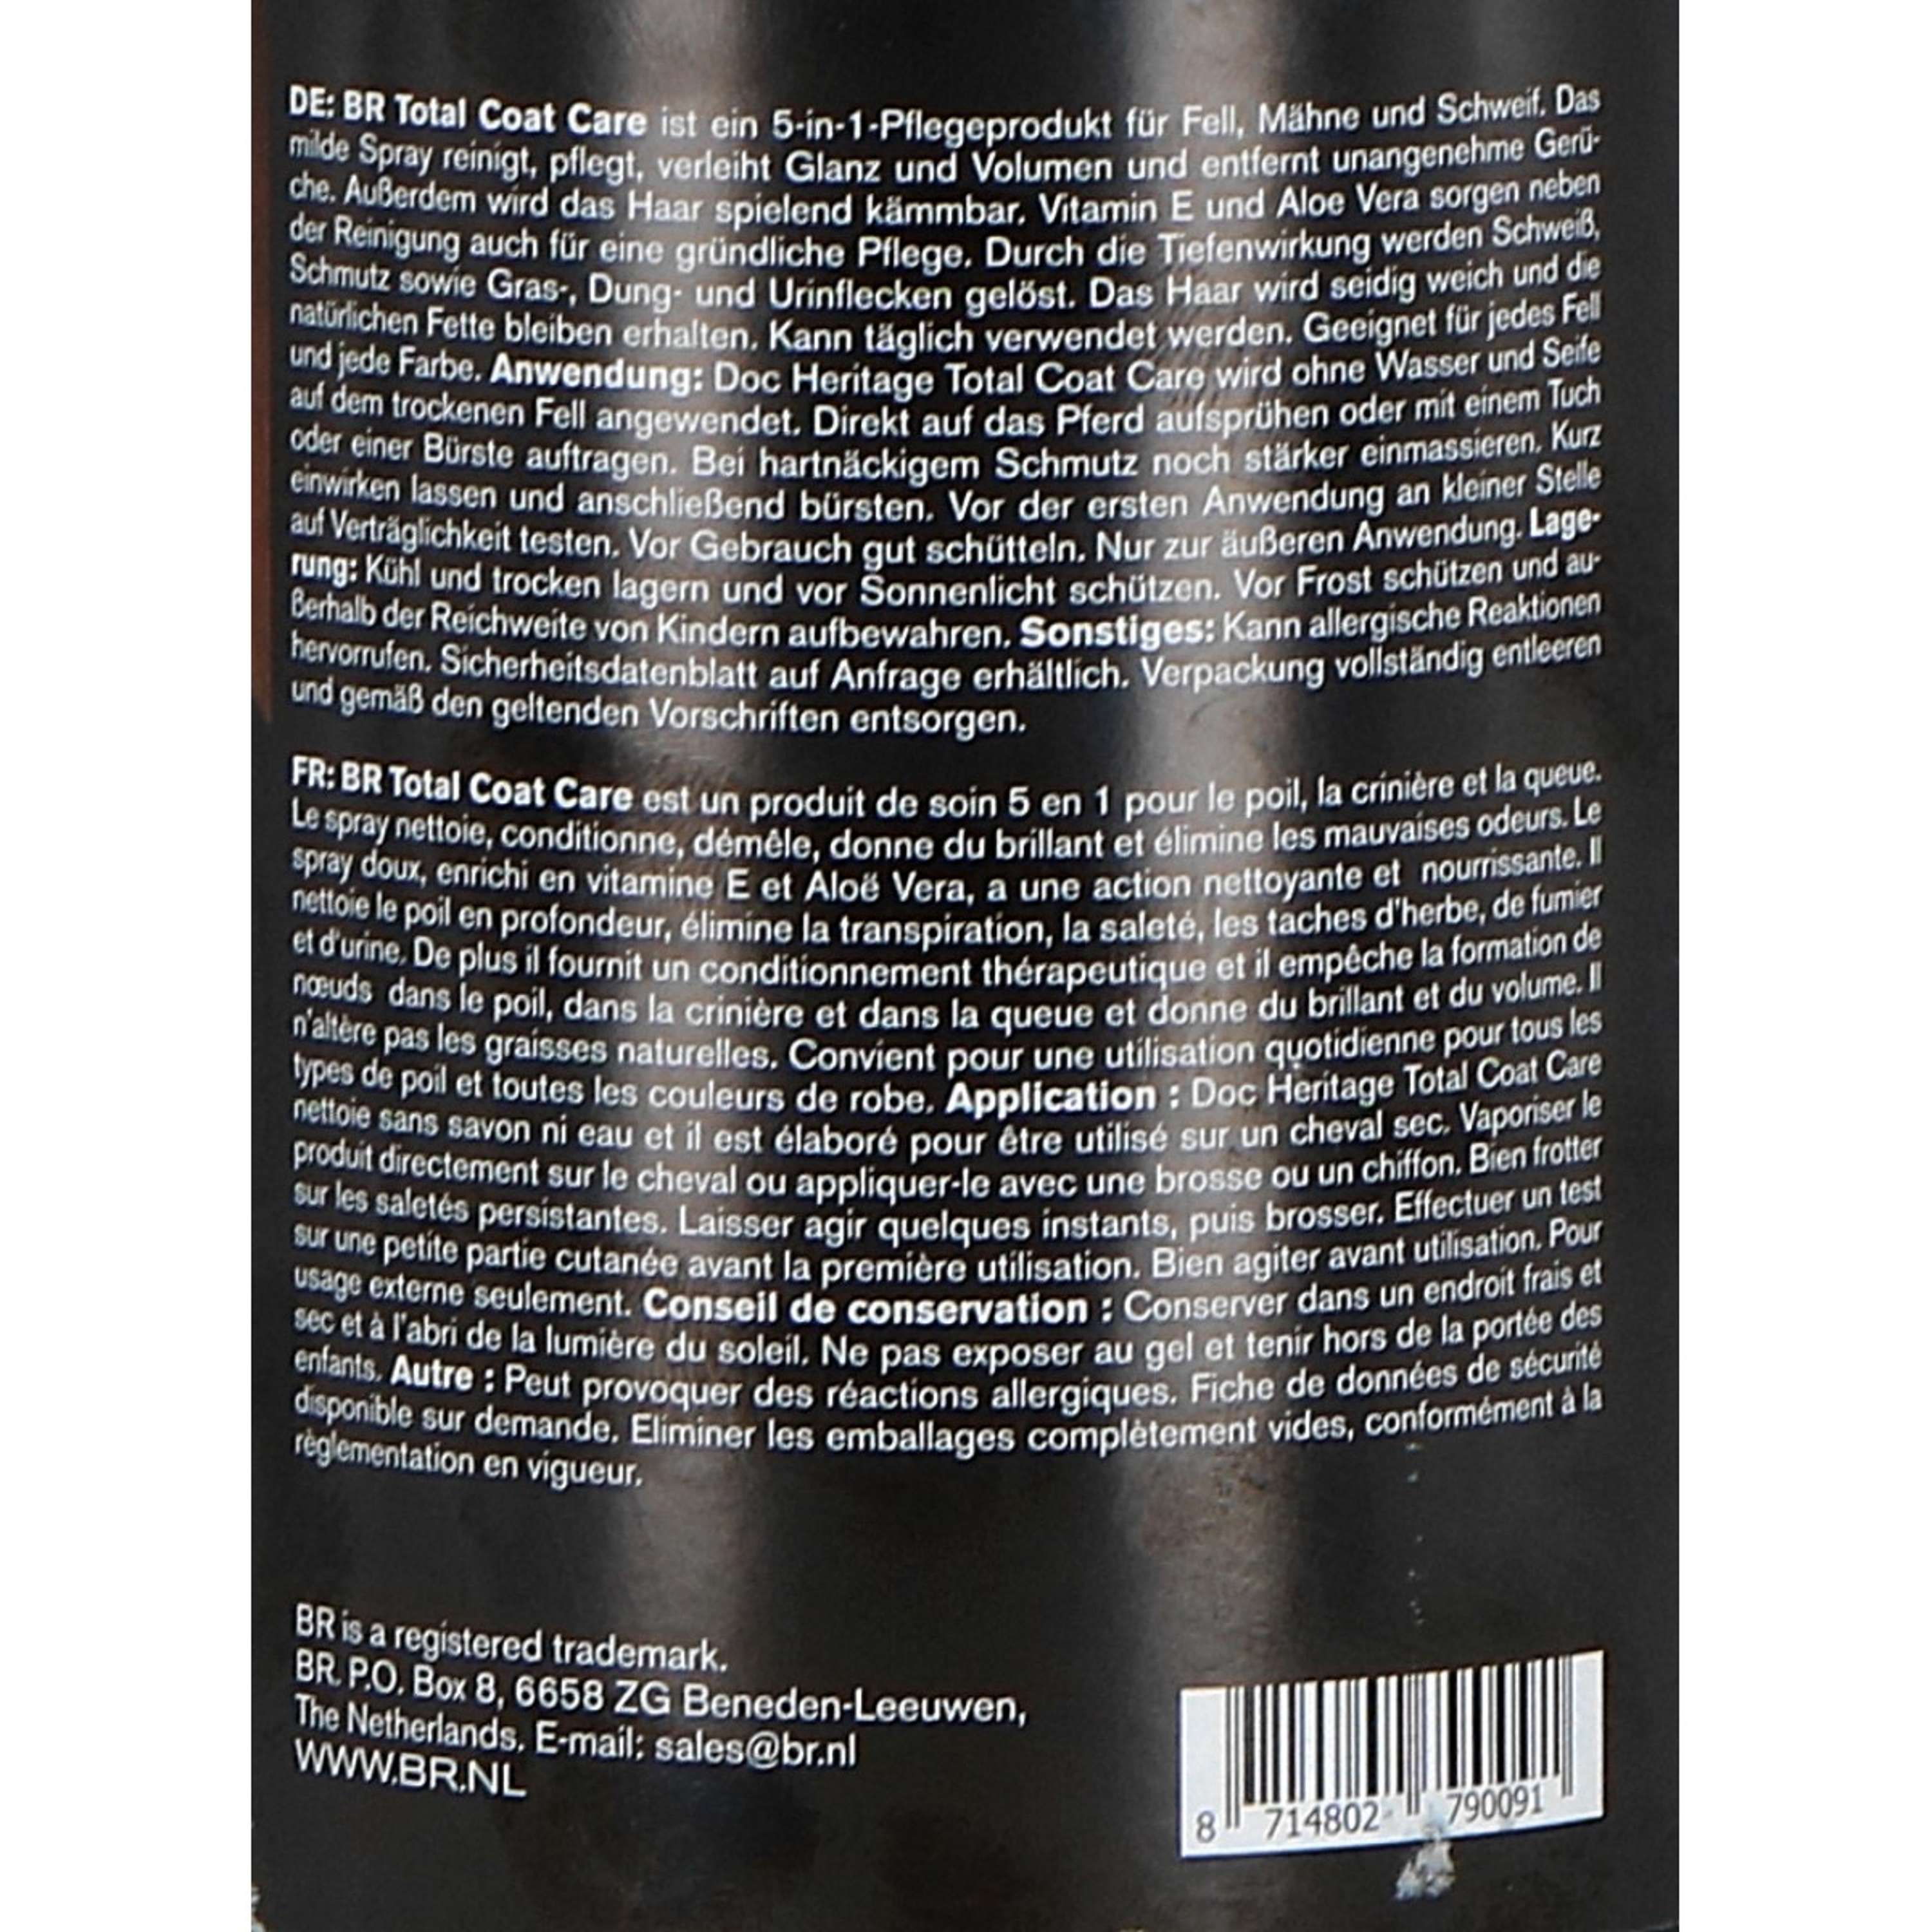 DE: BR Total Coat Care ist ein 5-in-1-Pflegeprodukt für Fell, Mähne und Schweif. Das
milde Spray reinigt, pflegt, verleiht Glanz und Volumen und entfernt unangenehme Gerü-
che. Außerdem wird das Haar spielend kämmbar. Vitamin E und Aloe Vera sorgen neben
der Reinigung auch für eine gründliche Pflege. Durch die Tiefenwirkung werden Schweiß,
Schmutz sowie Gras-, Dung- und Urinflecken gelöst. Das Haar wird seidig weich und die
natürlichen Fette bleiben erhalten. Kann täglich verwendet werden. Geeignet für jedes Fell
und jede Farbe. Anwendung: Doc Heritage Total Coat Care wird ohne Wasser und Seife
auf dem trockenen Fell angewendet. Direkt auf das Pferd aufsprühen oder mit einem Tuch
oder einer Bürste auftragen. Bei hartnäckigem Schmutz noch stärker einmassieren. Kurz
einwirken lassen und anschließend bürsten. Vor der ersten Anwendung an kleiner Stelle
auf Verträglichkeit testen. Vor Gebrauch gut schütteln. Nur zur äußeren Anwendung. Lage-
rung: Kühl und trocken lagern und vor Sonnenlicht schützen. Vor Frost schützen und au-
ßerhalb der Reichweite von Kindern aufbewahren. Sonstiges: Kann allergische Reaktionen
hervorrufen. Sicherheitsdatenblatt auf Anfrage erhältlich. Verpackung vollständig entleeren
und gemäß den geltenden Vorschriften entsorgen.
FR: BR Total Coat Care est un produit de soin 5 en 1 pour le poil, la crinière et la queue.
Le spray nettoie, conditionne, démêle, donne du brillant et élimine les mauvaises odeurs. Le
spray doux, enrichi en vitamine E et Aloë Vera, a une action nettoyante et nourrissante. Il
nettoie le poil en profondeur, élimine la transpiration, la saleté, les taches d'herbe, de fumier
et d'urine. De plus il fournit un conditionnement thérapeutique et il empêche la formation de
nœuds dans le poil, dans la crinière et dans la queue et donne du brillant et du volume. Il
n'altère pas les graisses naturelles. Convient pour une utilisation quotidienne pour tous les
types de poil et toutes les couleurs de robe. Application : Doc Heritage Total Coat Care
nettoie sans savon ni eau et il est élaboré pour être utilisé sur un cheval sec. Vaporiser le
produit directement sur le cheval ou appliquer-le avec une brosse ou un chiffon. Bien frotter
sur les saletés persistantes. Laisser agir quelques instants, puis brosser. Effectuer un test
sur une petite partie cutanée avant la première utilisation. Bien agiter avant utilisation. Pour
usage externe seulement. Conseil de conservation : Conserver dans un endroit frais et
sec et à l'abri de la lumière du soleil. Ne pas exposer au gel et tenir hors de la portée des
enfants. Autre : Peut provoquer des réactions allergiques. Fiche de données de sécurité
disponible sur demande. Eliminer les emballages complètement vides, conformément à la
règlementation en vigueur.
BR is a registered trademark.
BR. P.O. Box 8, 6658 ZG Beneden-Leeuwen,
The Netherlands. E-mail: sales@br.nl
WWW.BR.NL
8 714802 790091